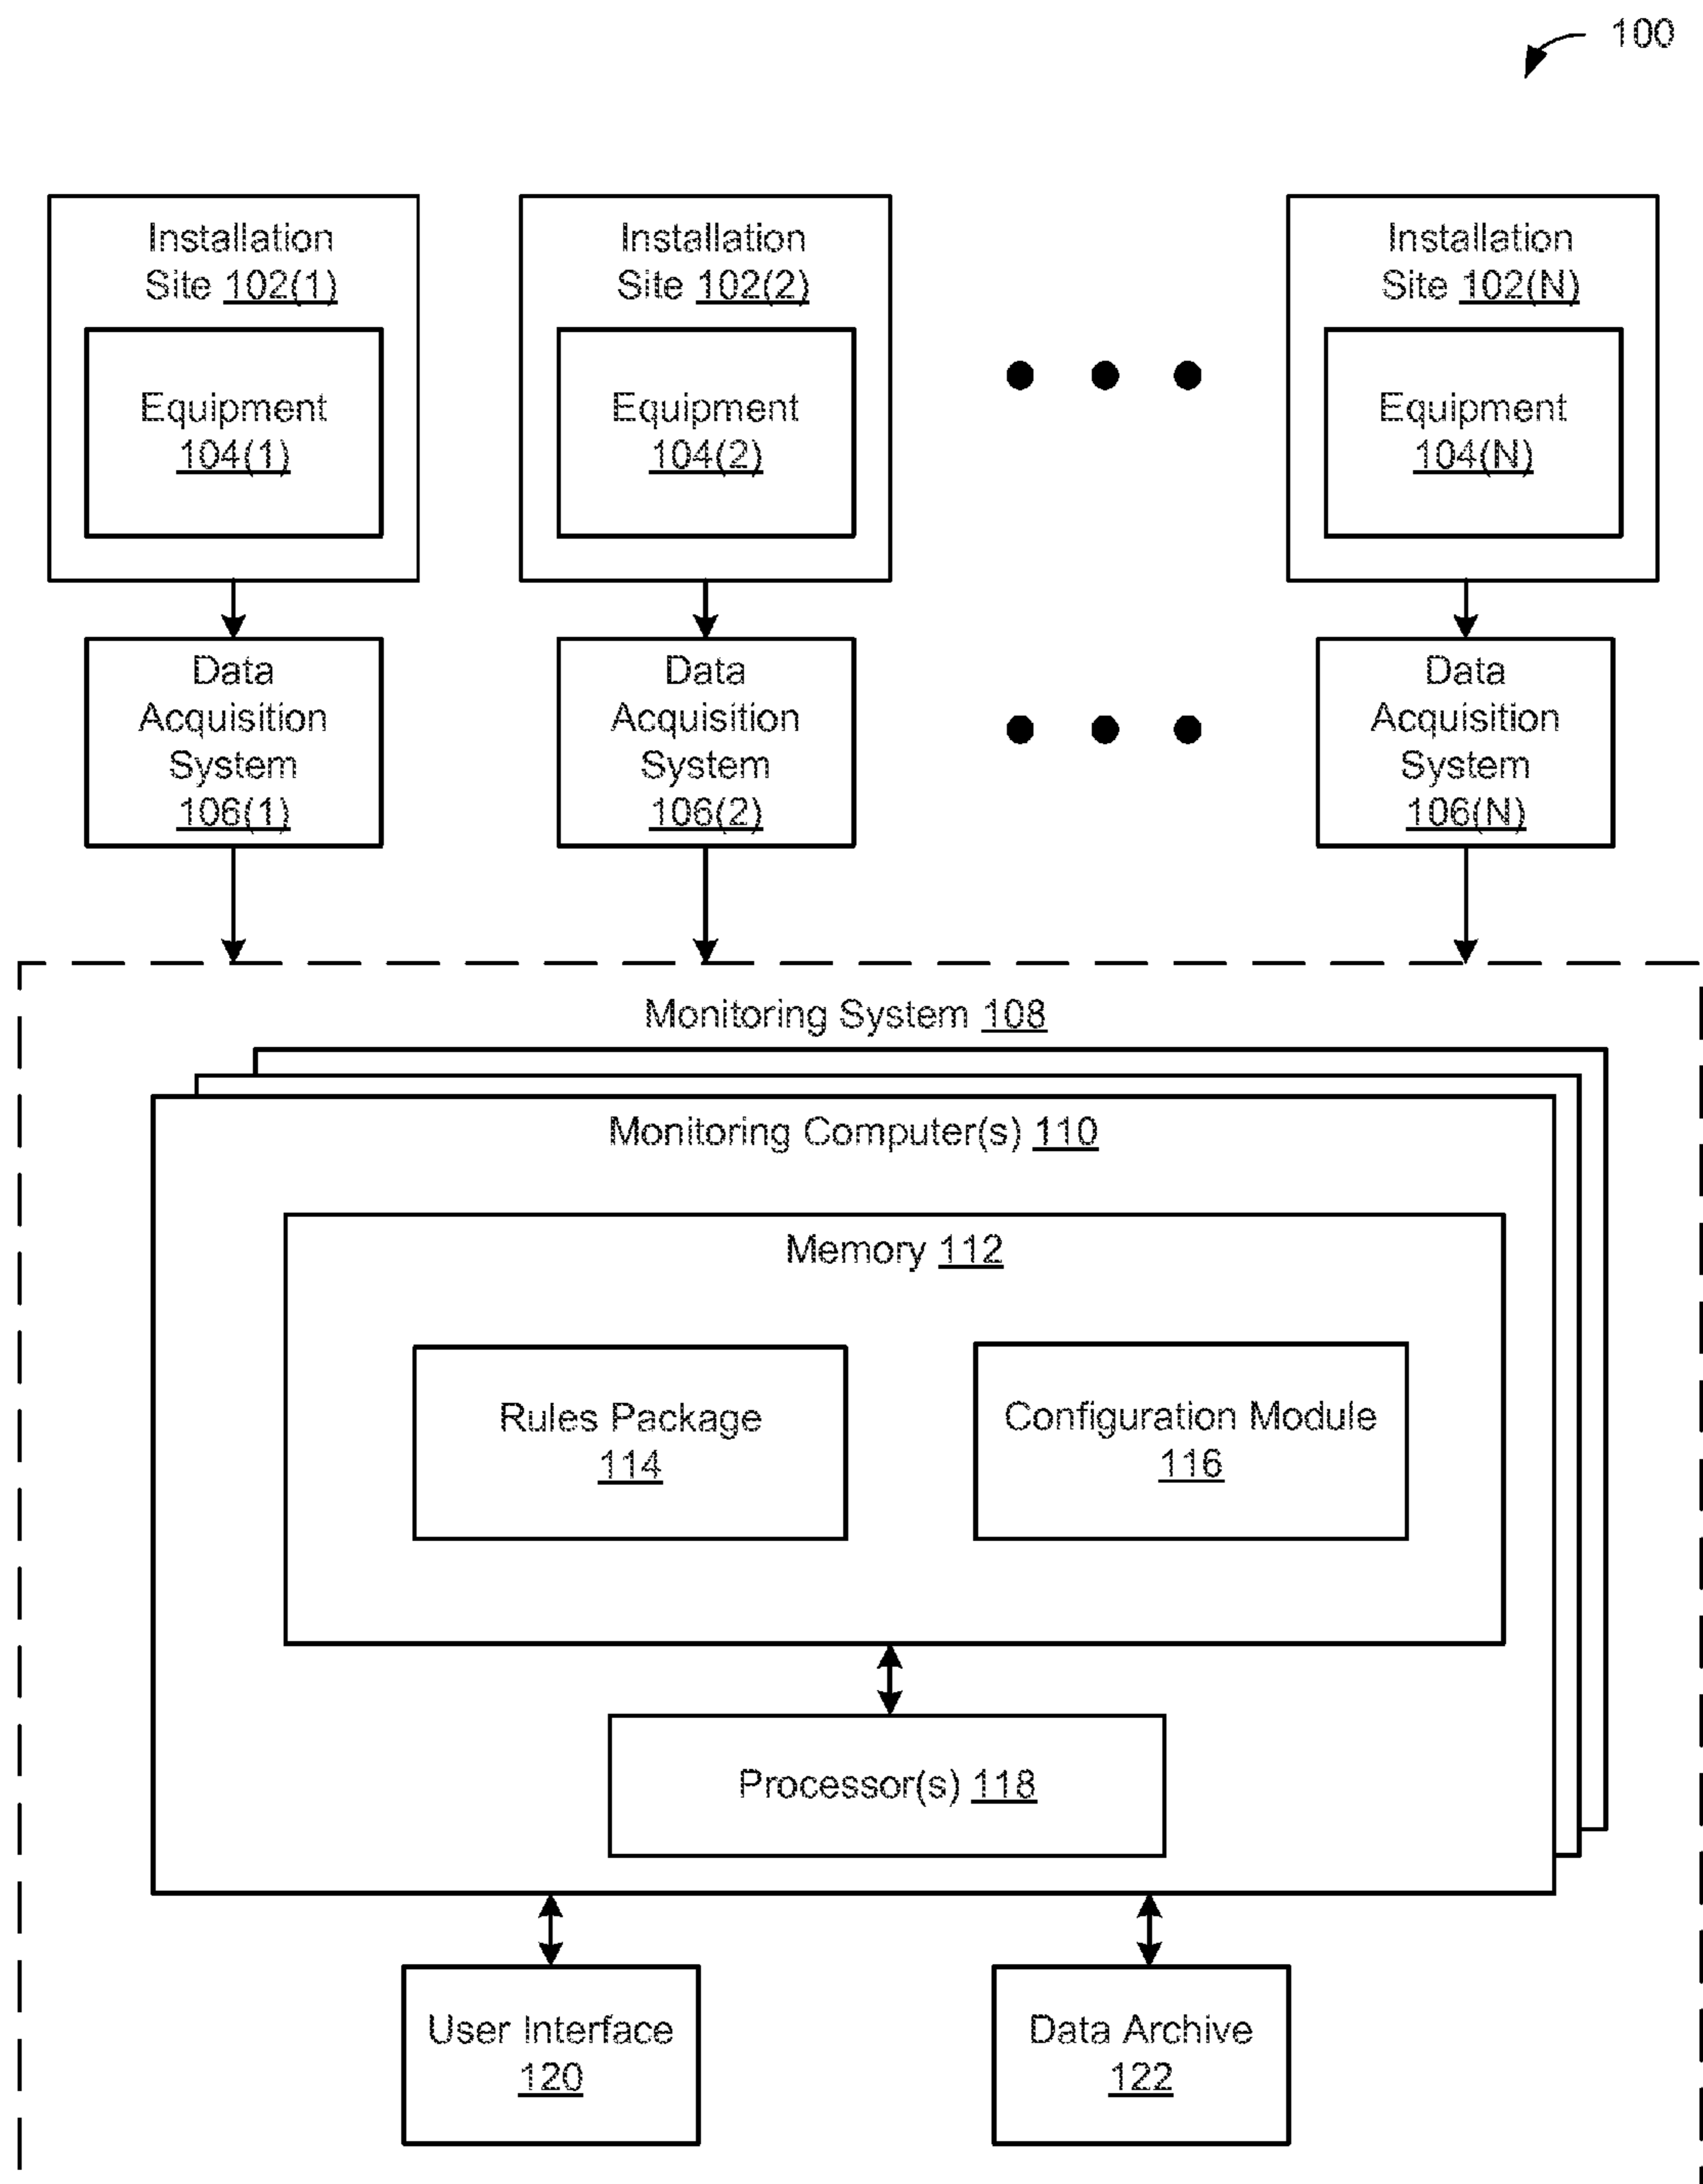 100
Installation
Site 102(1)
Equipment
104(1)
Installation
Site 102(2)
Equipment
104(2)
Installation
Site 102(N)
Equipment
104(N)
Data
Acquisition
System
106(1)
Data
Acquisition
System
106(2)
Data
Acquisition
System
106(N)
Monitoring System 108
Monitoring Computer(s) 110
Memory 112
Rules Package
114
Configuration Module
116
Processor(s) 118
User Interface
120
Data Archive
122